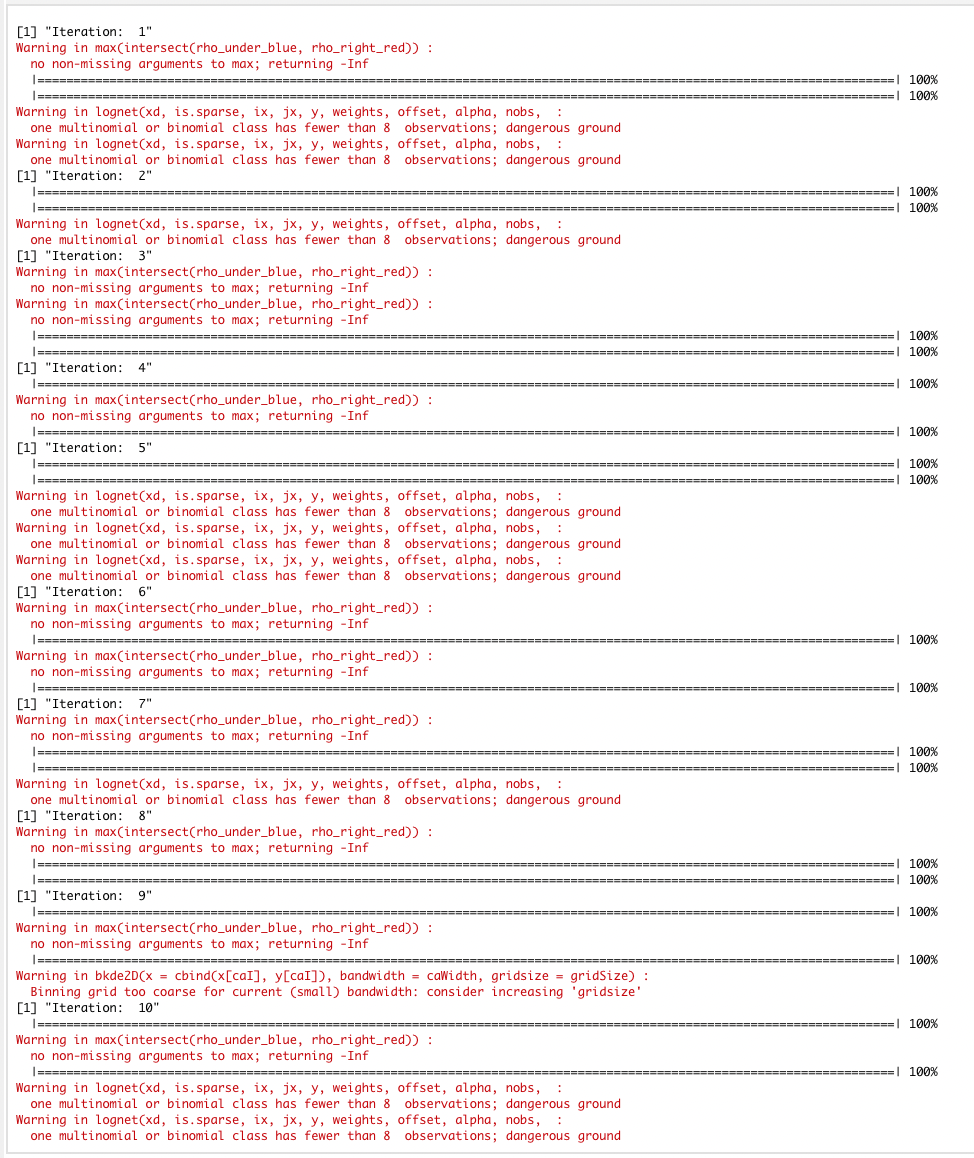 [1] "Iteration:  1"
Warning in max(intersect(rho_under_blue, rho_right_red)) :
  no non-missing arguments to max; returning -Inf
  |=======================================================================================================================| 100%
  |=======================================================================================================================| 100%
Warning in lognet(xd, is.sparse, ix, jx, y, weights, offset, alpha, nobs,  :
  one multinomial or binomial class has fewer than 8  observations; dangerous ground
Warning in lognet(xd, is.sparse, ix, jx, y, weights, offset, alpha, nobs,  :
  one multinomial or binomial class has fewer than 8  observations; dangerous ground
[1] "Iteration:  2"
  |=======================================================================================================================| 100%
  |=======================================================================================================================| 100%
Warning in lognet(xd, is.sparse, ix, jx, y, weights, offset, alpha, nobs,  :
  one multinomial or binomial class has fewer than 8  observations; dangerous ground
[1] "Iteration:  3"
Warning in max(intersect(rho_under_blue, rho_right_red)) :
  no non-missing arguments to max; returning -Inf
Warning in max(intersect(rho_under_blue, rho_right_red)) :
  no non-missing arguments to max; returning -Inf
  |=======================================================================================================================| 100%
  |=======================================================================================================================| 100%
[1] "Iteration:  4"
  |=======================================================================================================================| 100%
Warning in max(intersect(rho_under_blue, rho_right_red)) :
  no non-missing arguments to max; returning -Inf
  |=======================================================================================================================| 100%
[1] "Iteration:  5"
  |=======================================================================================================================| 100%
  |=======================================================================================================================| 100%
Warning in lognet(xd, is.sparse, ix, jx, y, weights, offset, alpha, nobs,  :
  one multinomial or binomial class has fewer than 8  observations; dangerous ground
Warning in lognet(xd, is.sparse, ix, jx, y, weights, offset, alpha, nobs,  :
  one multinomial or binomial class has fewer than 8  observations; dangerous ground
Warning in lognet(xd, is.sparse, ix, jx, y, weights, offset, alpha, nobs,  :
  one multinomial or binomial class has fewer than 8  observations; dangerous ground
[1] "Iteration:  6"
Warning in max(intersect(rho_under_blue, rho_right_red)) :
  no non-missing arguments to max; returning -Inf
  |=======================================================================================================================| 100%
Warning in max(intersect(rho_under_blue, rho_right_red)) :
  no non-missing arguments to max; returning -Inf
  |=======================================================================================================================| 100%
[1] "Iteration:  7"
Warning in max(intersect(rho_under_blue, rho_right_red)) :
  no non-missing arguments to max; returning -Inf
  |=======================================================================================================================| 100%
  |=======================================================================================================================| 100%
Warning in lognet(xd, is.sparse, ix, jx, y, weights, offset, alpha, nobs,  :
  one multinomial or binomial class has fewer than 8  observations; dangerous ground
[1] "Iteration:  8"
Warning in max(intersect(rho_under_blue, rho_right_red)) :
  no non-missing arguments to max; returning -Inf
  |=======================================================================================================================| 100%
  |=======================================================================================================================| 100%
[1] "Iteration:  9"
  |=======================================================================================================================| 100%
Warning in max(intersect(rho_under_blue, rho_right_red)) :
  no non-missing arguments to max; returning -Inf
  |=======================================================================================================================| 100%
Warning in bkde2D(x = cbind(x[caI], y[caI]), bandwidth = caWidth, gridsize = gridSize) :
  Binning grid too coarse for current (small) bandwidth: consider increasing 'gridsize'
[1] "Iteration:  10"
  |=======================================================================================================================| 100%
Warning in max(intersect(rho_under_blue, rho_right_red)) :
  no non-missing arguments to max; returning -Inf
  |=======================================================================================================================| 100%
Warning in lognet(xd, is.sparse, ix, jx, y, weights, offset, alpha, nobs,  :
  one multinomial or binomial class has fewer than 8  observations; dangerous ground
Warning in lognet(xd, is.sparse, ix, jx, y, weights, offset, alpha, nobs,  :
  one multinomial or binomial class has fewer than 8  observations; dangerous ground